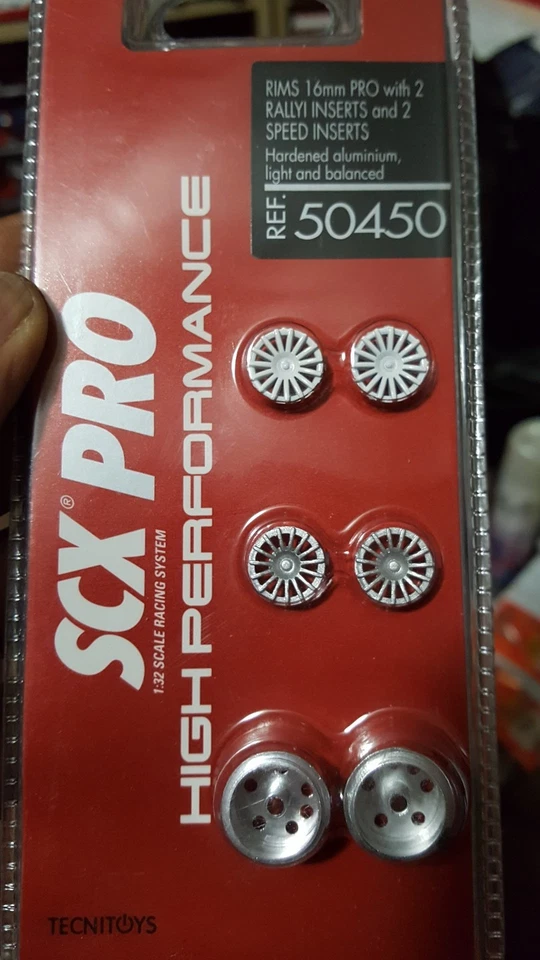 RIMS 16mm PRO with 2
RALLYI INSERTS and 2
SPEED INSERTS
Hardened aluminium,
light and balanced
REF. 50450
SCX® PRO
1:32 SCALE RACING SYSTEM
HIGH PERFORMANCE
TECNITOYS